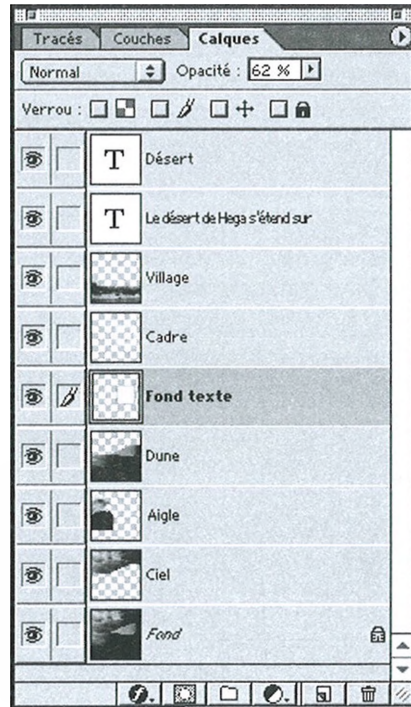 Tracés Couches Calques
Normal Opacité : 62 %
Verrou :
T Désert
T Le désert de Hega s'étend sur
Village
Cadre
Fond texte
Dune
Aigle
Ciel
Fond